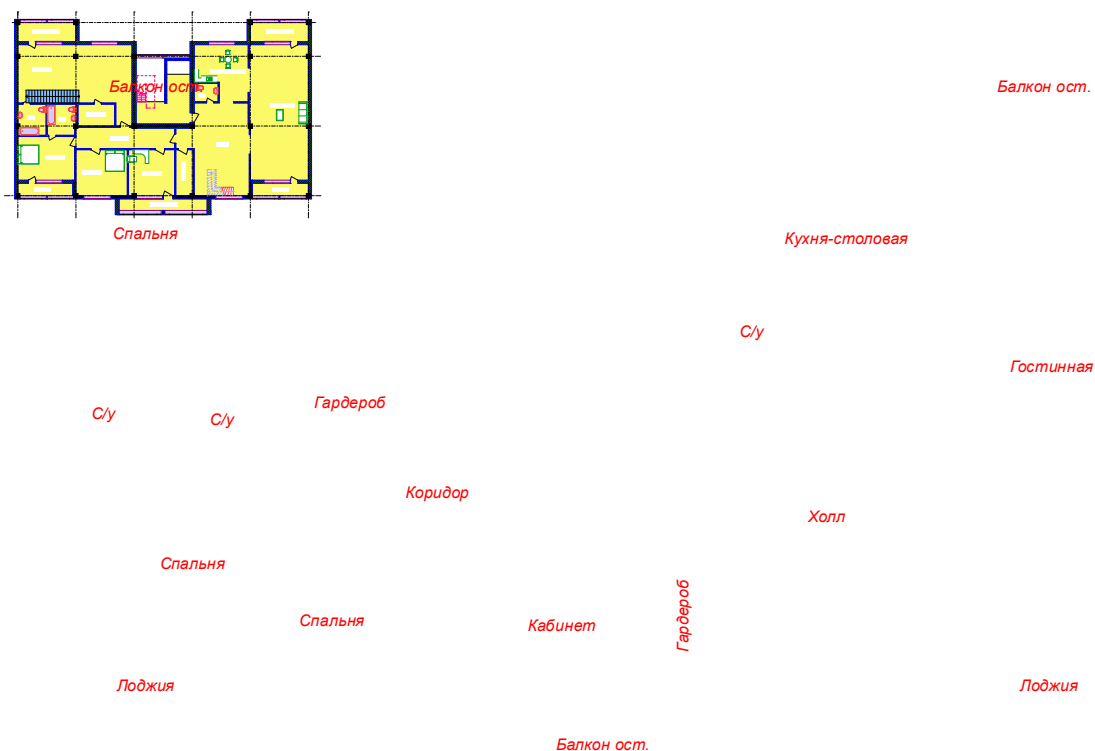 Балкон ост.
Балкон ост.
Спальня
Кухня-столовая
С/у
Гостинная
Гардероб
С/у
С/у
Коридор
Холл
Спальня
Гардероб
Спальня
Кабинет
Лоджия
Лоджия
Балкон ост.